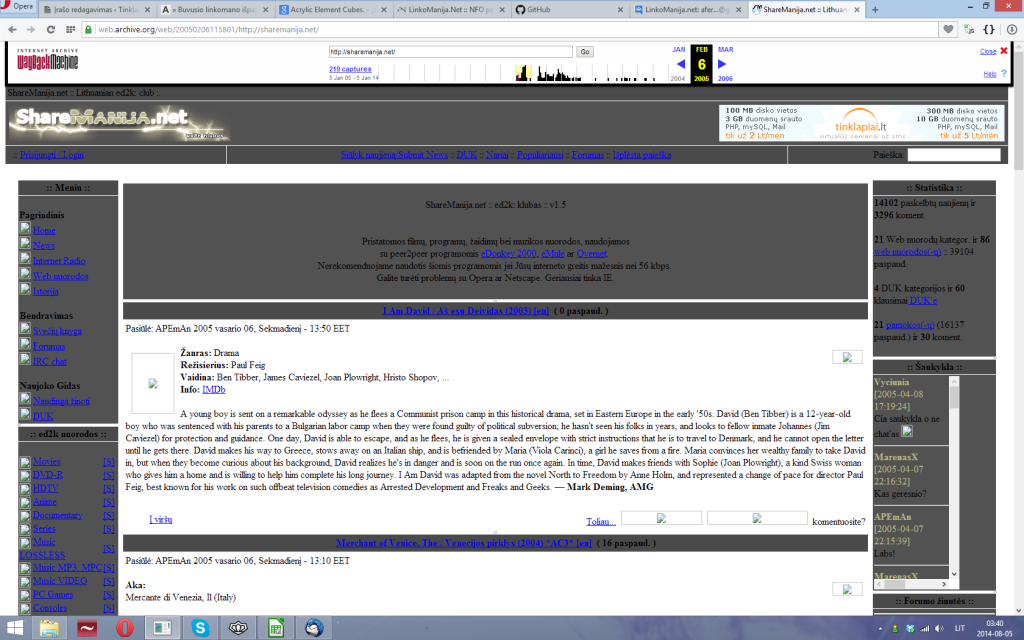 Opera
Įrašo redagavimas ‹ Tinkla
» Buvusio linkomano išpaž
Acrylic Element Cubes. -
LinkoManija.Net :: NFO po
GitHub
LinkoManija.net: afer...@g
ShareManija.net :: Lithuan
web.archive.org/web/20050206115801/http://sharemanija.net/
INTERNET ARCHIVE
WayBackMachine
http://sharemanija.net/
Go
219 captures
5 Jan 05 - 5 Jan 14
JAN FEB MAR
6
2004 2005 2006
Close
Help ?
ShareManija.net :: Lithuanian ed2k: club :.
ShareMANIJA.net
100 MB disko vietos
3 GB duomenų srauto
PHP, mySQL, Mail
tik už 2 Lt/mėn
tinklapiai.lt
virtualūs serveriai už sms
300 MB disko vietos
10 GB duomenų srauto
PHP, mySQL, Mail
tik už 5 Lt/mėn
:: Prisijungti / Login
Siūlyk naujieną/Submit News :: DUK :: Nariai :: Populiariausi :: Forumas :: Išplėsta paieška
Paieška:
:: Meniu ::
Pagrindinis
Home
News
Internet Radio
Web nuorodos
Istorija
Bendravimas
Svečių knyga
Forumas
IRC chat
Naujoko Gidas
Naudinga žinoti
DUK
:: ed2k nuorodos ::
Movies [S]
DVD-R [S]
HDTV [S]
Anime [S]
Documentary [S]
Series [S]
Music LOSSLESS [S]
Music MP3, MPC [S]
Music VIDEO [S]
PC Games [S]
Consoles [S]
ShareManija.net :: ed2k: klubas :: v1.5
Pristatomos filmų, programų, žaidimų bei muzikos nuorodos, naudojamos
su peer2peer programomis eDonkey 2000, eMule ar Overnet.
Nerekomenduojame naudotis šiomis programomis jei Jūsų interneto greitis mažesnis nei 56 kbps.
Galite turėti problemų su Opera ar Netscape. Geriausiai tinka IE.
I Am David / Aš esu Deividas (2003) [en] ( 0 paspaud. )
Pasiūlė: APEmAn 2005 vasario 06, Sekmadienį - 13:50 EET
Žanras: Drama
Režisierius: Paul Feig
Vaidina: Ben Tibber, James Caviezel, Joan Plowright, Hristo Shopov, ...
Info: IMDb
A young boy is sent on a remarkable odyssey as he flees a Communist prison camp in this historical drama, set in Eastern Europe in the early '50s. David (Ben Tibber) is a 12-year-old
boy who was sentenced with his parents to a Bulgarian labor camp when they were found guilty of political subversion; he hasn't seen his folks in years, and looks to fellow inmate Johannes (Jim
Caviezel) for protection and guidance. One day, David is able to escape, and as he flees, he is given a sealed envelope with strict instructions that he is to travel to Denmark, and he cannot open the letter
until he gets there. David makes his way to Greece, stows away on an Italian ship, and is befriended by Maria (Viola Carinci), a girl he saves from a fire. Maria convinces her wealthy family to take David
in, but when they become curious about his background, David realizes he's in danger and is soon on the run once again. In time, David makes friends with Sophie (Joan Plowright), a kind Swiss woman
who gives him a home and is willing to help him complete his long journey. I Am David was adapted from the novel North to Freedom by Anne Holm, and represented a change of pace for director Paul
Feig, best known for his work on such offbeat television comedies as Arrested Development and Freaks and Geeks. — Mark Deming, AMG
Į viršų
Toliau...
komentuosite?
Merchant of Venice, The / Venecijos pirklys (2004) *AC3* [en] ( 16 paspaud. )
Pasiūlė: APEmAn 2005 vasario 06, Sekmadienį - 13:10 EET
Aka:
Mercante di Venezia, Il (Italy)
:: Statistika ::
14102 paskelbtų naujienų ir
3296 koment.
21 Web nuorodų kategor. ir 86
web nuorodos(-ų) :: 39104
paspaud.
4 DUK kategorijos ir 60
klausimai DUK'e
21 pamokos(-ų) (16137
paspaud.) ir 30 koment.
:: Šaukykla ::
Vyciunia
[2005-04-08
17:19:24]
Cia saukykla o ne
chat'as
MarenasX
[2005-04-07
22:16:32]
Kas geresnio?
APEmAn
[2005-04-07
22:15:39]
Labs!
MarenasX
:: Forumo žinutės ::
LIT
03:40
2014-08-05